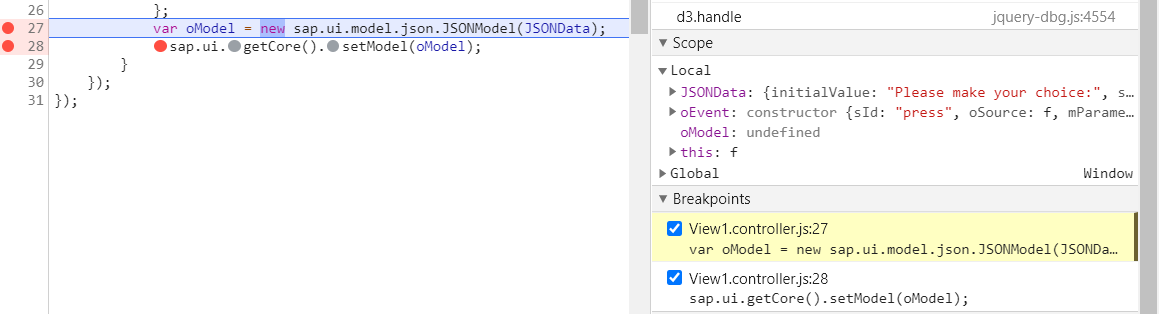 26 };
27 var oModel = new sap.ui.model.json.JSONModel(JSONData);
28 sap.ui.getCore().setModel(oModel);
29 }
30 });
31 });
d3.handle jquery-dbg.js:4554
Scope
Local
JSONData: {initialValue: "Please make your choice:", s…
oEvent: constructor {sId: "press", oSource: f, mParame…
oModel: undefined
this: f
Global Window
Breakpoints
View1.controller.js:27
var oModel = new sap.ui.model.json.JSONModel(JSONDa…
View1.controller.js:28
sap.ui.getCore().setModel(oModel);